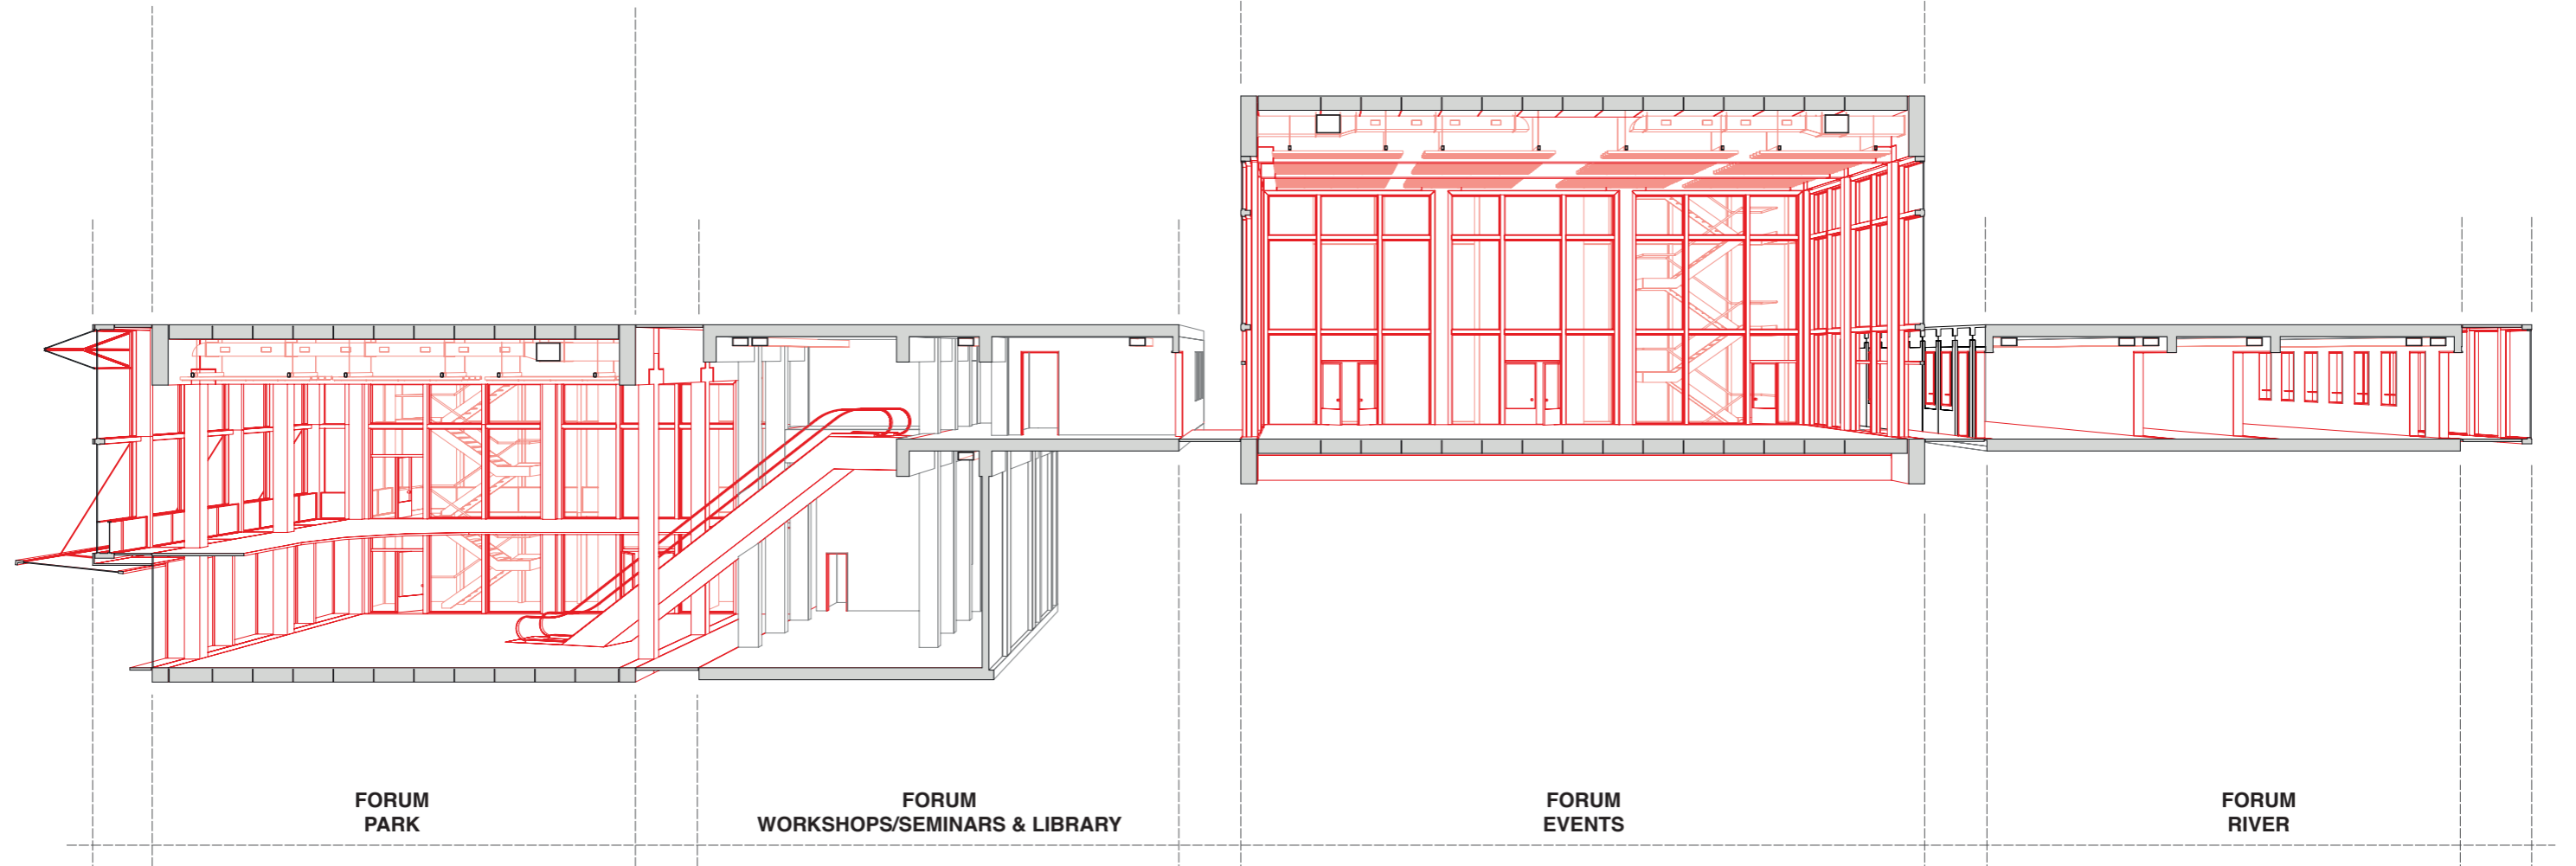 FORUM
PARK
FORUM
WORKSHOPS/SEMINARS & LIBRARY
FORUM
EVENTS
FORUM
RIVER